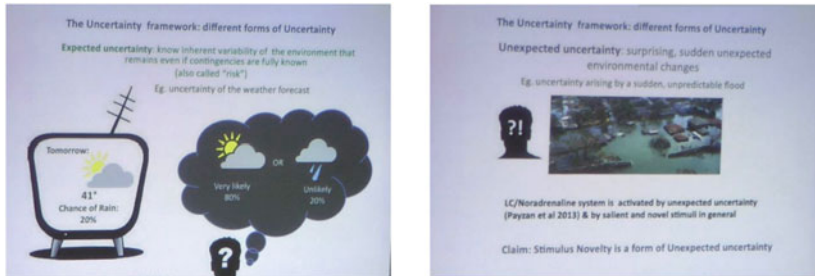 The Uncertainty framework: different forms of Uncertainty
Expected uncertainty: know inherent variability of the environment that
remains even if contingencies are fully known
(also called "risk")
Eg. uncertainty of the weather forecast
Tomorrow:
41°
Chance of Rain:
20%
OR
Very likely
80%
Unlikely
20%
?
The Uncertainty framework: different forms of Uncertainty
Unexpected uncertainty: surprising, sudden unexpected
environmental changes
Eg. uncertainty arising by a sudden, unpredictable flood
?!
LC/Noradrenaline system is activated by unexpected uncertainty
(Payzan et al 2013) & by salient and novel stimuli in general
Claim: Stimulus Novelty is a form of Unexpected uncertainty